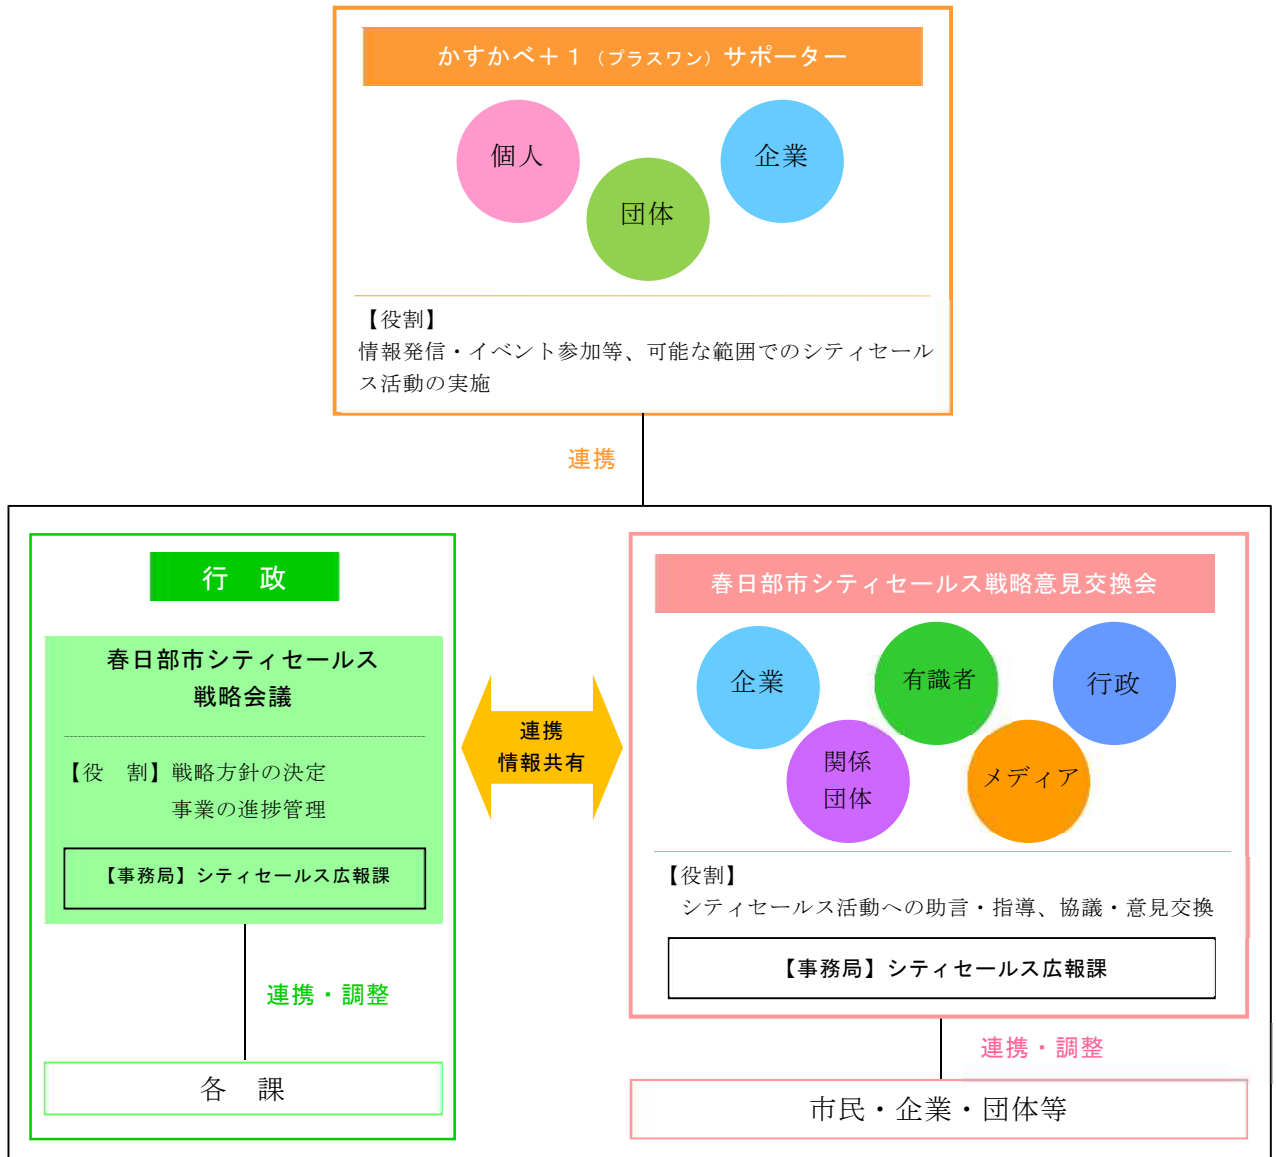 かすかべ+1（プラスワン）サポーター
個人
企業
団体
【役割】
情報発信・イベント参加等、可能な範囲でのシティセール
ス活動の実施
連携
行　政
春日部市シティセールス
戦略会議
【役　割】戦略方針の決定
事業の進捗管理
【事務局】シティセールス広報課
連携・調整
各　課
連携
情報共有
春日部市シティセールス戦略意見交換会
企業
有識者
行政
関係
団体
メディア
【役割】
シティセールス活動への助言・指導、協議・意見交換
【事務局】シティセールス広報課
連携・調整
市民・企業・団体等